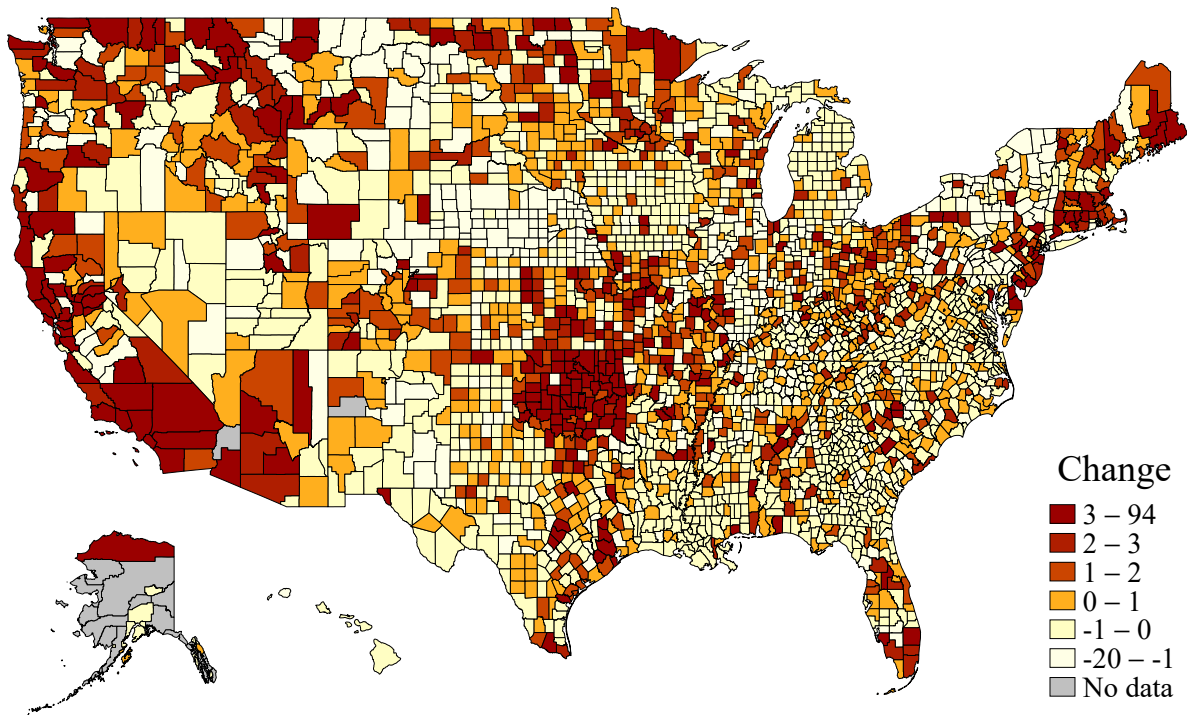 Change
3 – 94
2 – 3
1 – 2
0 – 1
-1 – 0
-20 – -1
No data